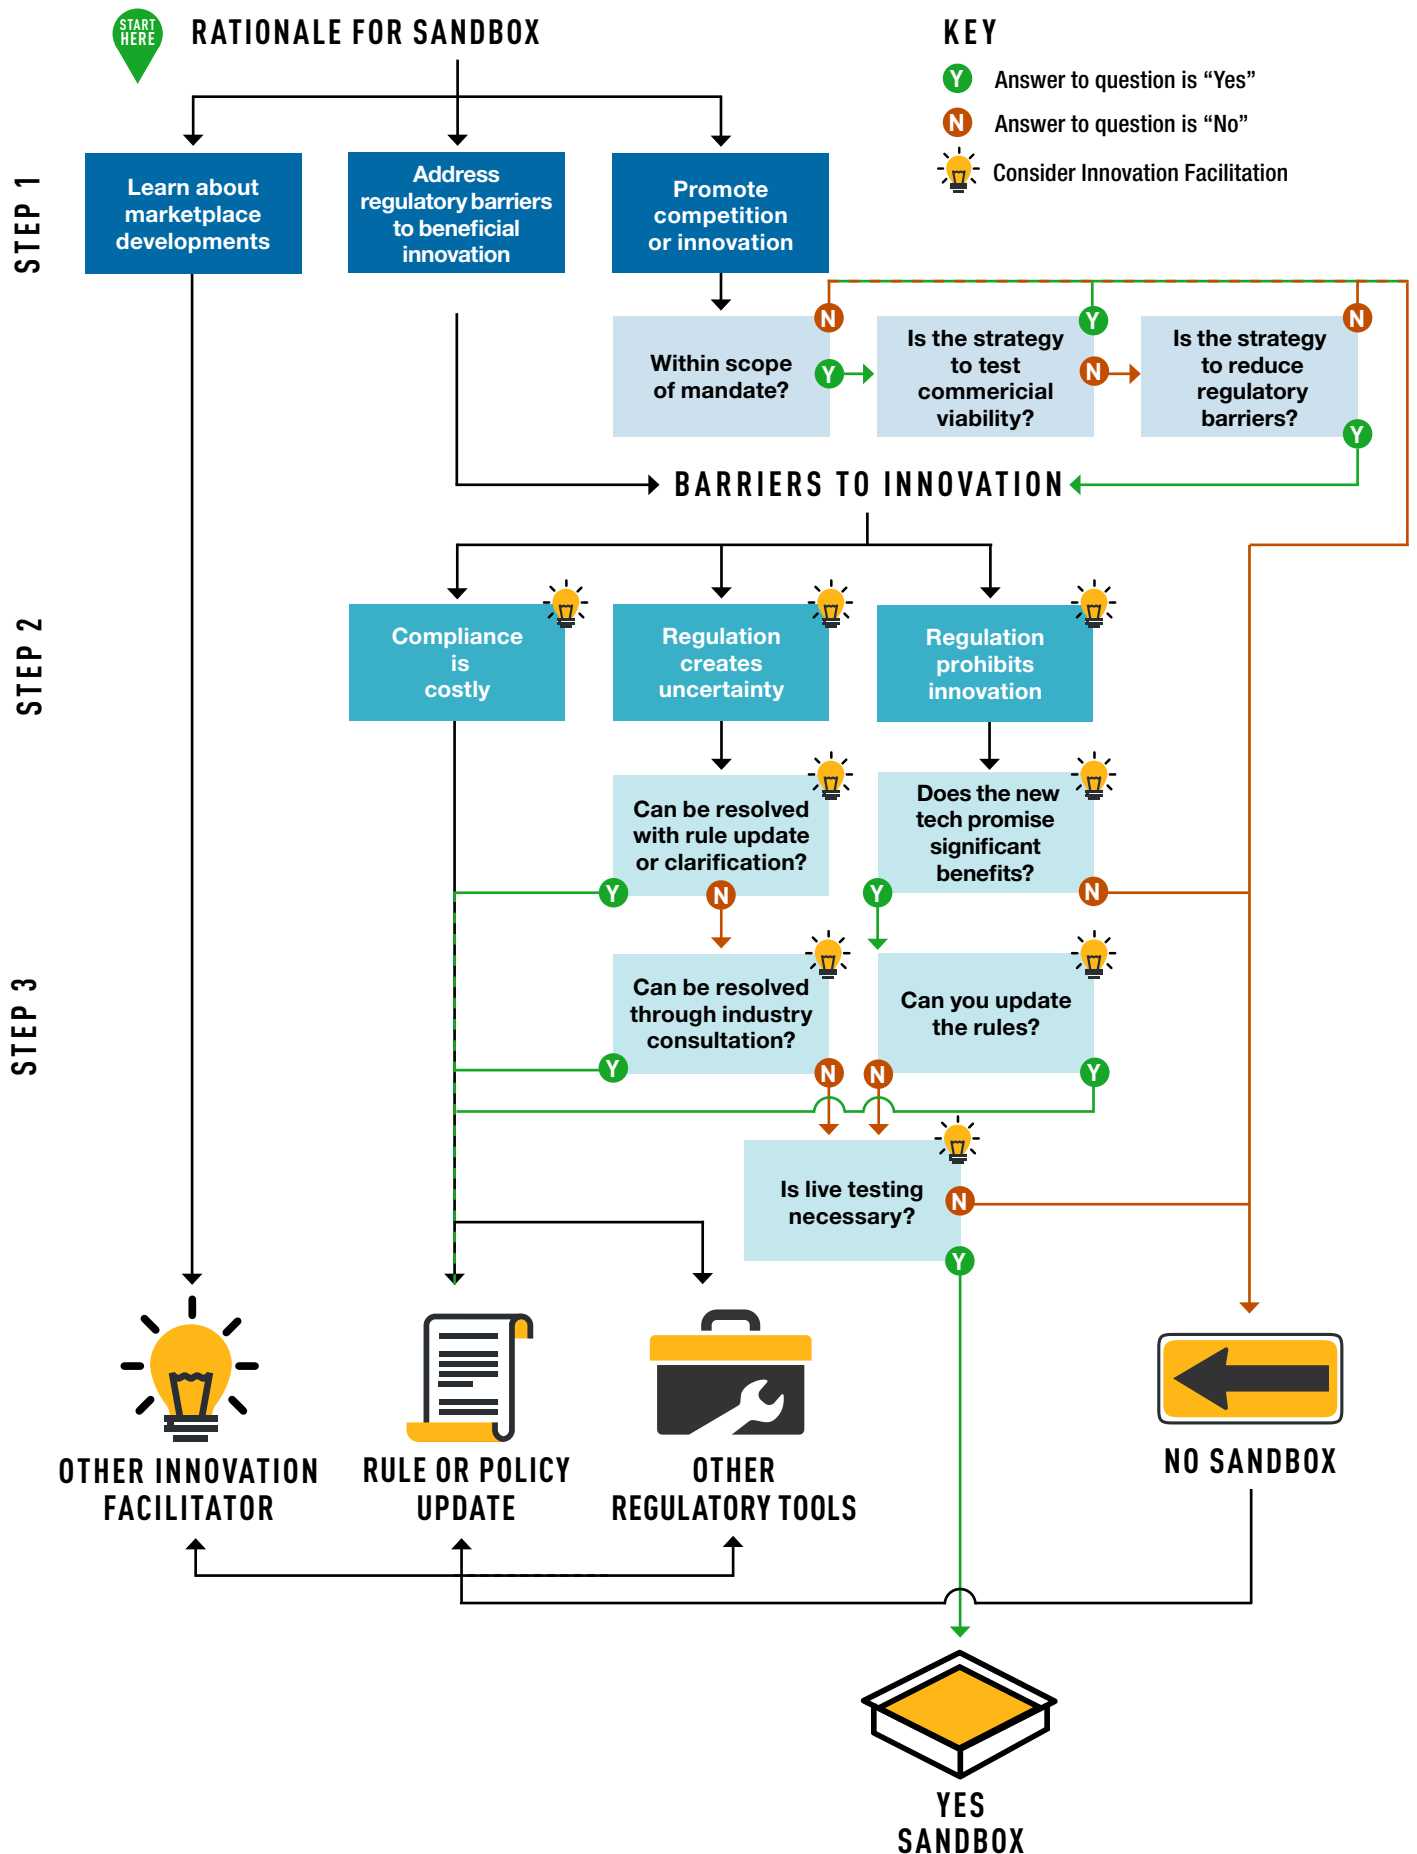 START
HERE
RATIONALE FOR SANDBOX
KEY
Y
Answer to question is “Yes”
N
Answer to question is “No”
Consider Innovation Facilitation
STEP 1
Learn about
marketplace
developments
Address
regulatory barriers
to beneficial
innovation
Promote
competition
or innovation
Within scope
of mandate?
N
Y
Is the strategy
to test
commericial
viability?
Y
N
Is the strategy
to reduce
regulatory
barriers?
N
Y
BARRIERS TO INNOVATION
STEP 2
Compliance
is
costly
Regulation
creates
uncertainty
Regulation
prohibits
innovation
STEP 3
Can be resolved
with rule update
or clarification?
Y
N
Does the new
tech promise
significant
benefits?
Y
N
Can be resolved
through industry
consultation?
Y
N
Can you update
the rules?
N
Y
Is live testing
necessary?
N
Y
OTHER INNOVATION
FACILITATOR
RULE OR POLICY
UPDATE
OTHER
REGULATORY TOOLS
NO SANDBOX
YES
SANDBOX